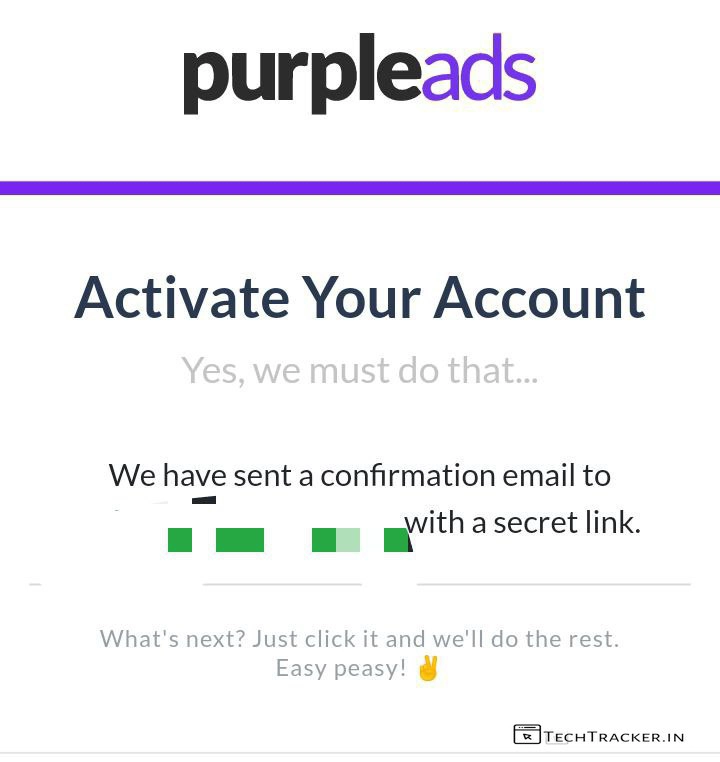 purpleads
Activate Your Account
Yes, we must do that...
We have sent a confirmation email to
with a secret link.
What's next? Just click it and we'll do the rest.
Easy peasy! ✌
TECHTRACKER.IN